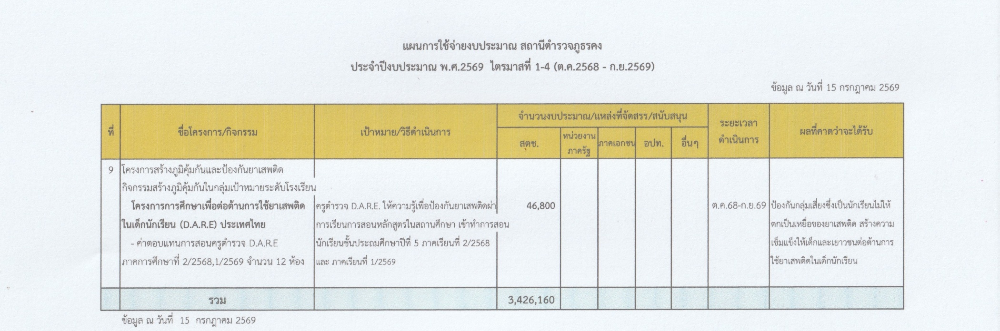 แผนการใช้จ่ายงบประมาณ สถานีตำรวจภูธรคง
ประจำปีงบประมาณ พ.ศ.2569 ไตรมาสที่ 1-4 (ต.ค.2568 - ก.ย.2569)
ข้อมูล ณ วันที่ 15 กรกฎาคม 2569
ที่ ชื่อโครงการ/กิจกรรม เป้าหมาย/วิธีดำเนินการ จำนวนงบประมาณ/แหล่งที่จัดสรร/สนับสนุน ระยะเวลา ดำเนินการ ผลที่คาดว่าจะได้รับ
สตช. หน่วยงาน ภาครัฐ ภาคเอกชน อปท. อื่นๆ
9 โครงการสร้างภูมิคุ้มกันและป้องกันยาเสพติด
กิจกรรมสร้างภูมิคุ้มกันในกลุ่มเป้าหมายระดับโรงเรียน
โครงการการศึกษาเพื่อต่อต้านการใช้ยาเสพติด ครูตำรวจ D.A.R.E. ให้ความรู้เพื่อป้องกันยาเสพติดผ่า 46,800 ต.ค.68-ก.ย.69 ป้องกันกลุ่มเสี่ยงซึ่งเป็นนักเรียนไม่ให้
ในเด็กนักเรียน (D.A.R.E) ประเทศไทย การเรียนการสอนหลักสูตรในสถานศึกษา เข้าทำการสอน ตกเป็นเหยื่อของยาเสพติด สร้างความ
- ค่าตอบแทนการสอนครูตำรวจ D.A.R.E นักเรียนชั้นประถมศึกษาปีที่ 5 ภาคเรียนที่ 2/2568 เข้มแข็งให้เด็กและเยาวชนต่อต้านการ
ภาคการศึกษาที่ 2/2568,1/2569 จำนวน 12 ห้อง และ ภาคเรียนที่ 1/2569 ใช้ยาเสพติดในเด็กนักเรียน
รวม 3,426,160
ข้อมูล ณ วันที่ 15 กรกฎาคม 2569